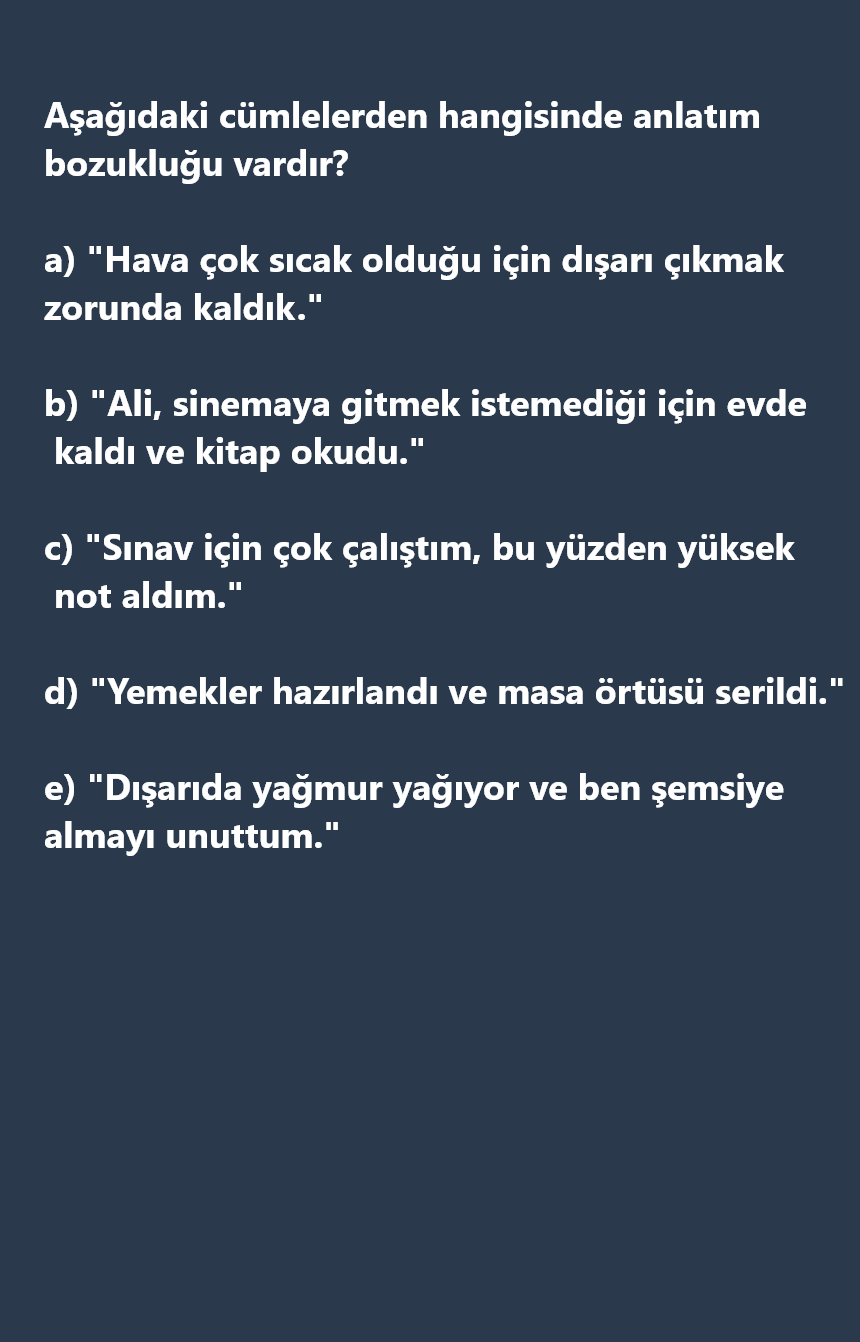 Aşağıdaki cümlelerden hangisinde anlatım
bozukluğu vardır?
a) "Hava çok sıcak olduğu için dışarı çıkmak
zorunda kaldık."
b) "Ali, sinemaya gitmek istemediği için evde
kaldı ve kitap okudu."
c) "Sınav için çok çalıştım, bu yüzden yüksek
not aldım."
d) "Yemekler hazırlandı ve masa örtüsü serildi."
e) "Dışarıda yağmur yağıyor ve ben şemsiye
almayı unuttum."